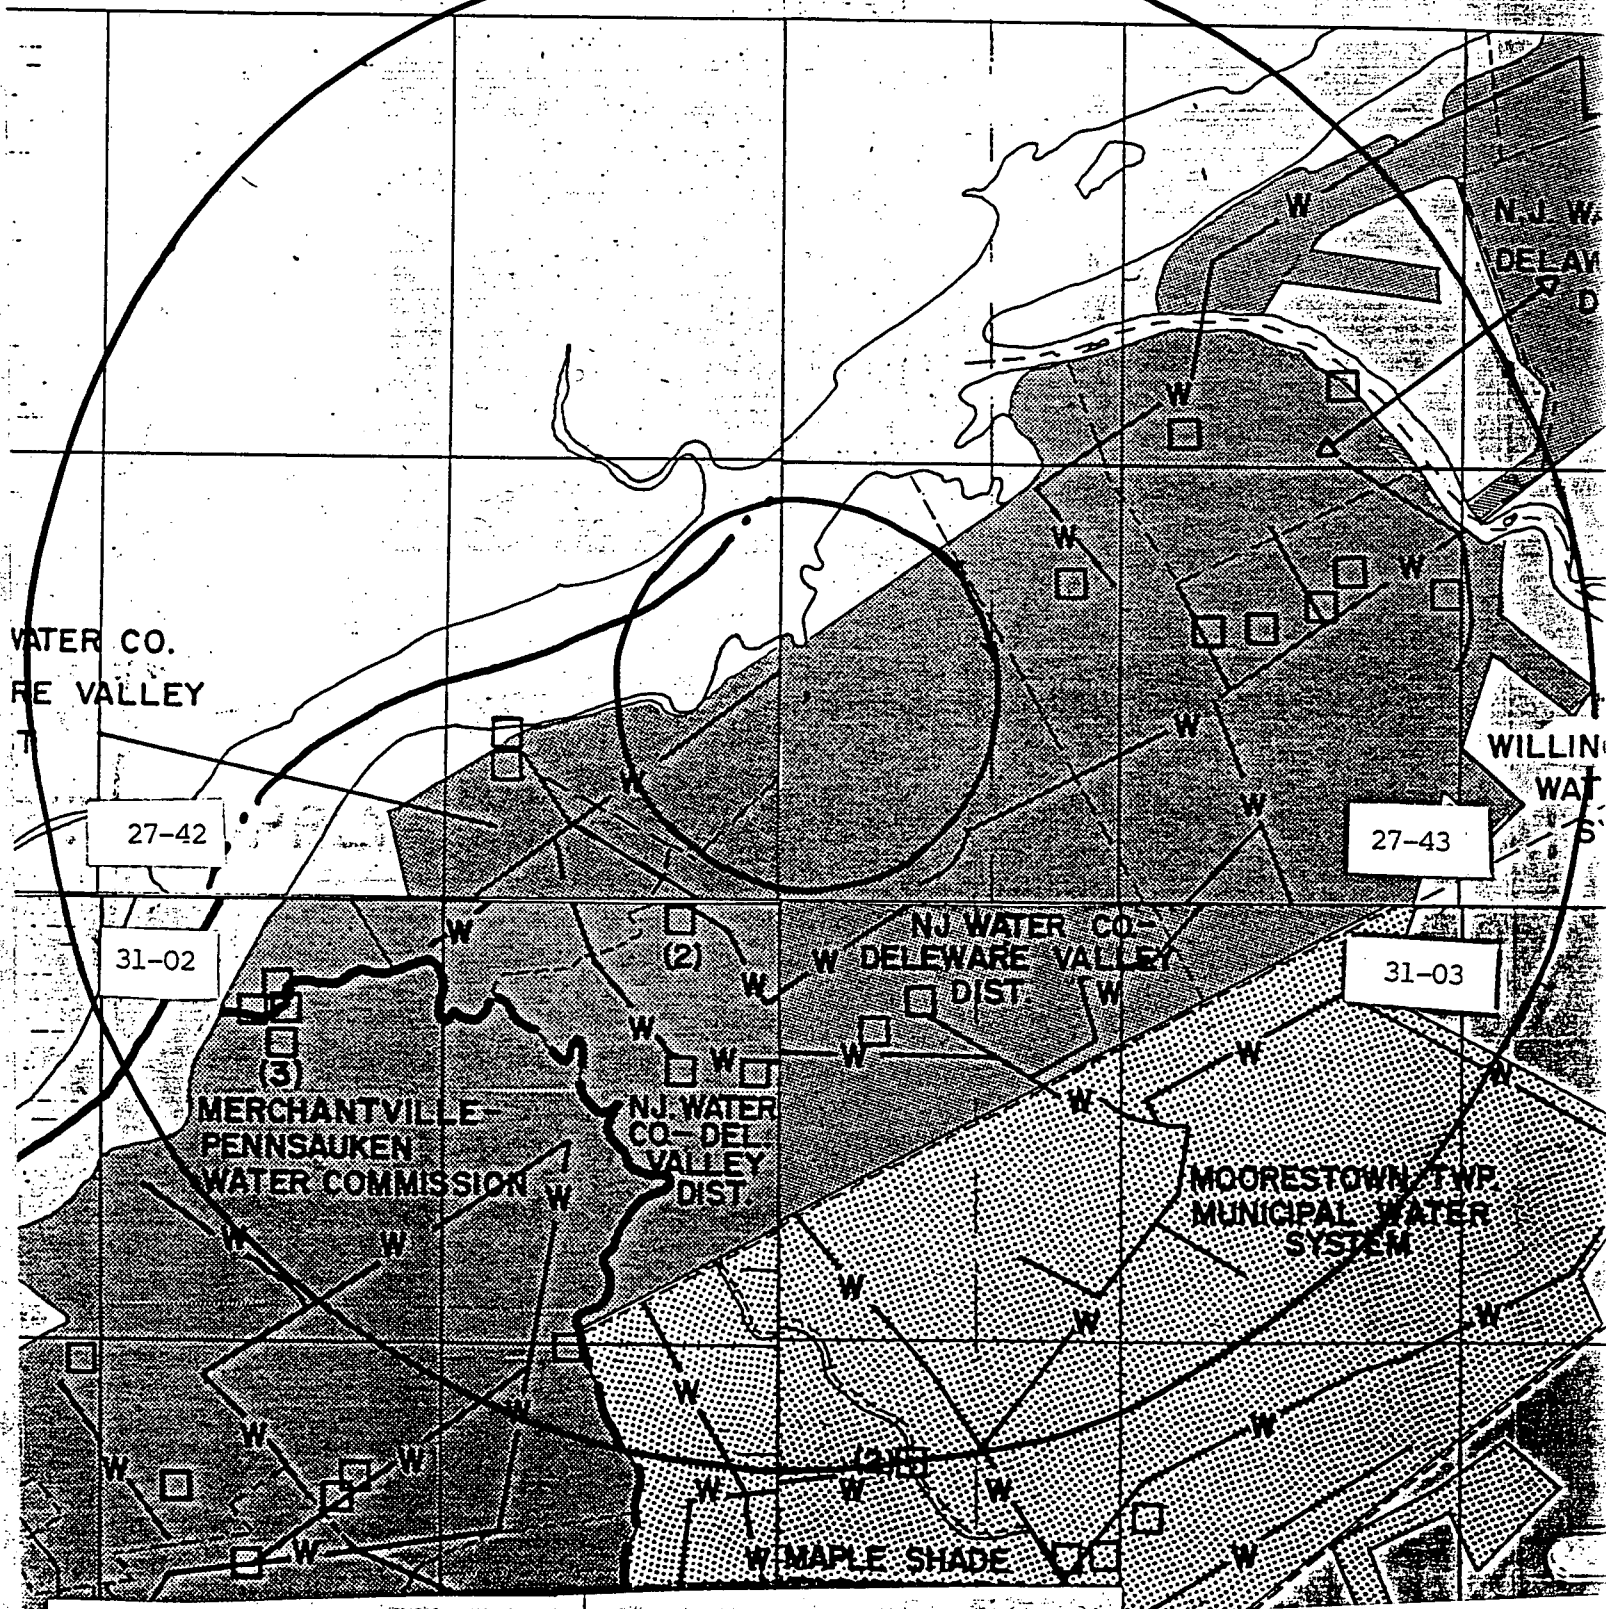 W
N.J. WA
DELAW
D
W
W
W
WATER CO.
RE VALLEY
T
W
W
WILLIN
WAT
S
W
27-42
27-43
W
NJ WATER CO-
DELEWARE VALLEY
DIST.
W
W
(2)
W
31-02
31-03
W
W
W
W
W
W
(3)
MERCHANTVILLE-
PENNSAUKEN
WATER COMMISSION
NJ. WATER
CO-DEL.
VALLEY
DIST.
W
W
MOORESTOWN TWP.
MUNICIPAL WATER
SYSTEM
W
W
W
W
W
W
W
W
W
W
W
(2)
W
W
W
W
W
MAPLE SHADE
W